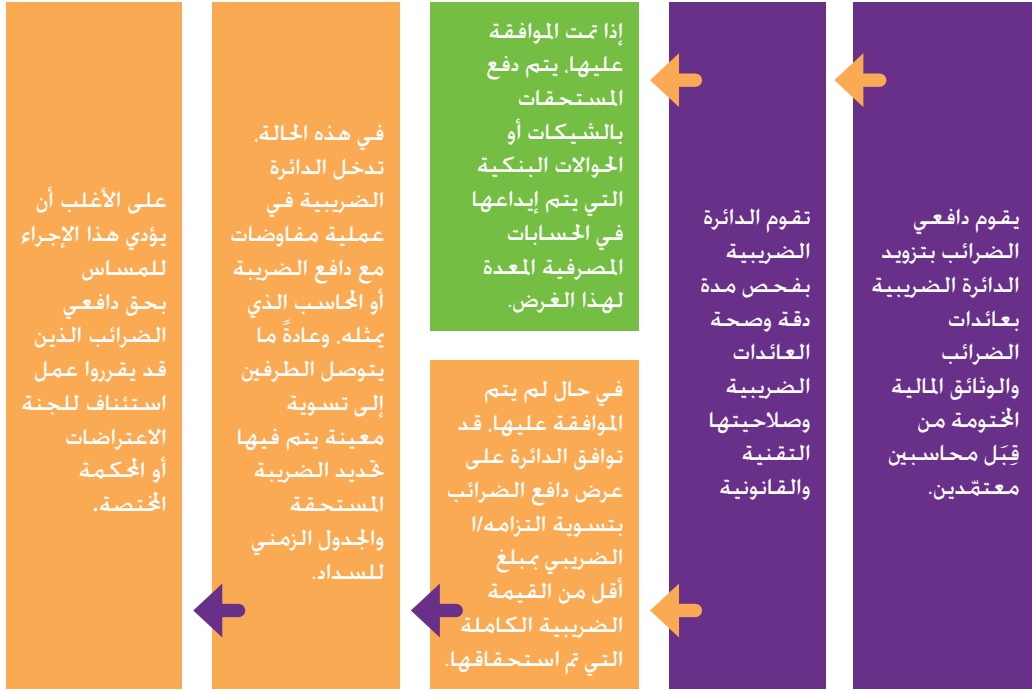 يقوم دافعي
الضرائب بتزويد
الدائرة الضريبية
بعائدات
الضرائب
والوثائق المالية
المختومة من
قِبَل محاسبين
معتمّدين.
تقوم الدائرة
الضريبية
بفحص مدة
دقة وصحة
العائدات
الضريبية
وصلاحيتها
التقنية
والقانونية
إذا تمت الموافقة
عليها، يتم دفع
المستحقات
بالشيكات أو
الحوالات البنكية
التي يتم إيداعها
في الحسابات
المصرفية المعدة
لهذا الغرض.
في حال لم يتم
الموافقة عليها، قد
توافق الدائرة على
عرض دافع الضرائب
بتسوية التزامه/ا
الضريبي بمبلغ
أقل من القيمة
الضريبية الكاملة
التي تم استحقاقها.
في هذه الحالة،
تدخل الدائرة
الضريبية في
عملية مفاوضات
مع دافع الضريبة
أو المحاسب الذي
يمثله، وعادةً ما
يتوصل الطرفين
إلى تسوية
معينة يتم فيها
تحديد الضريبة
المستحقة
والجدول الزمني
للسداد.
على الأغلب أن
يؤدي هذا الإجراء
للمساس
بحق دافعي
الضرائب الذين
قد يقرروا عمل
استئناف للجنة
الاعتراضات
أو المحكمة
المختصة.